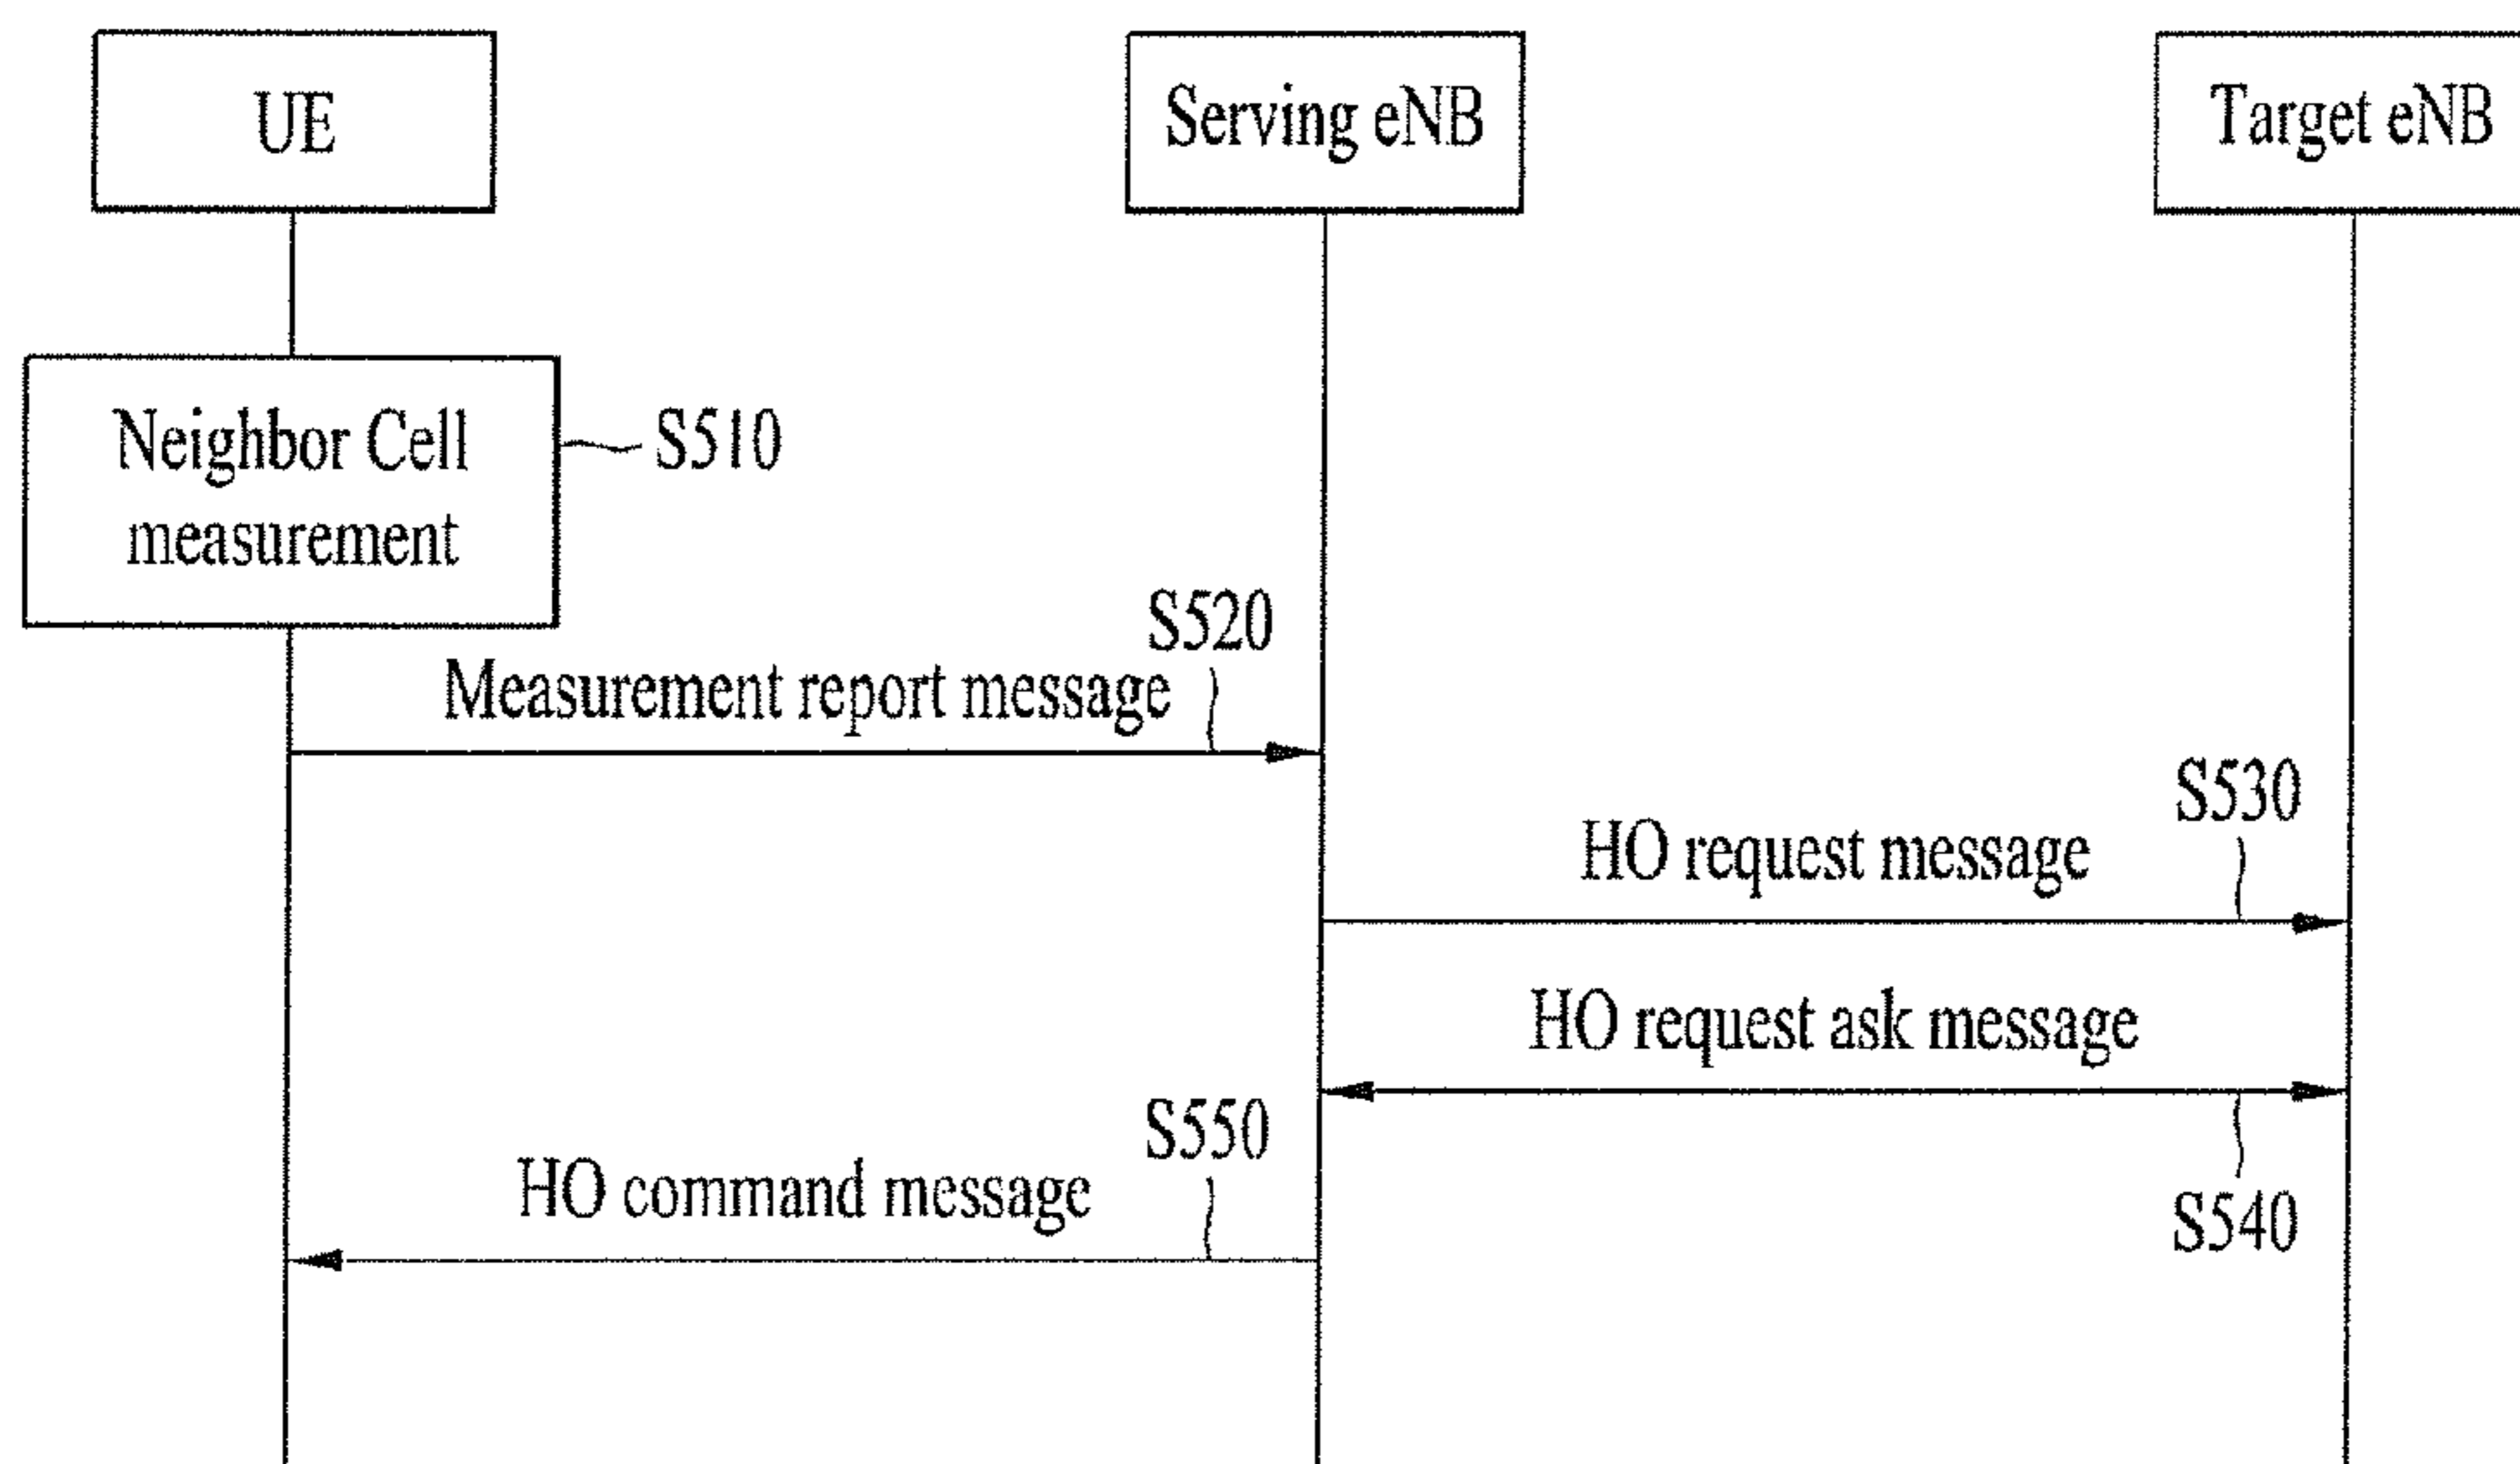 UE
Serving eNB
Target eNB
Neighbor Cell
measurement
S510
S520
Measurement report message
S530
HO request message
HO request ask message
S540
S550
HO command message